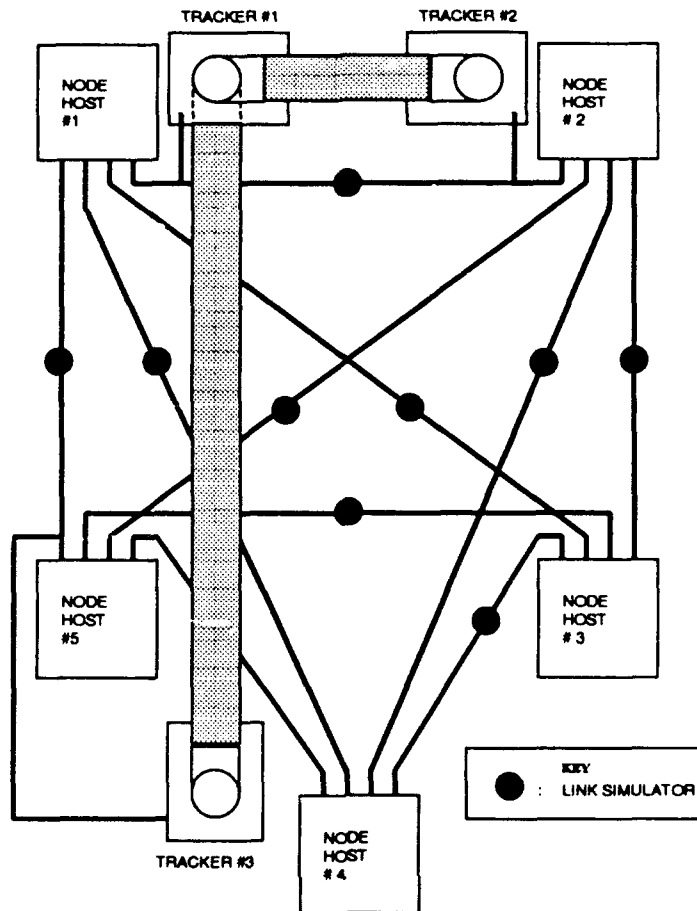 TRACKER #1
TRACKER #2
NODE
HOST
#1
NODE
HOST
# 2
NODE
HOST
#5
NODE
HOST
# 3
TRACKER #3
NODE
HOST
# 4
KEY
: LINK SIMULATOR